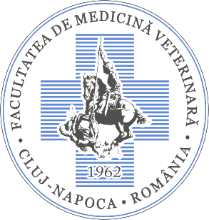 FACULTATEA DE MEDICINĂ VETERINARĂ
1962
• CLUJ-NAPOCA • ROMÂNIA •